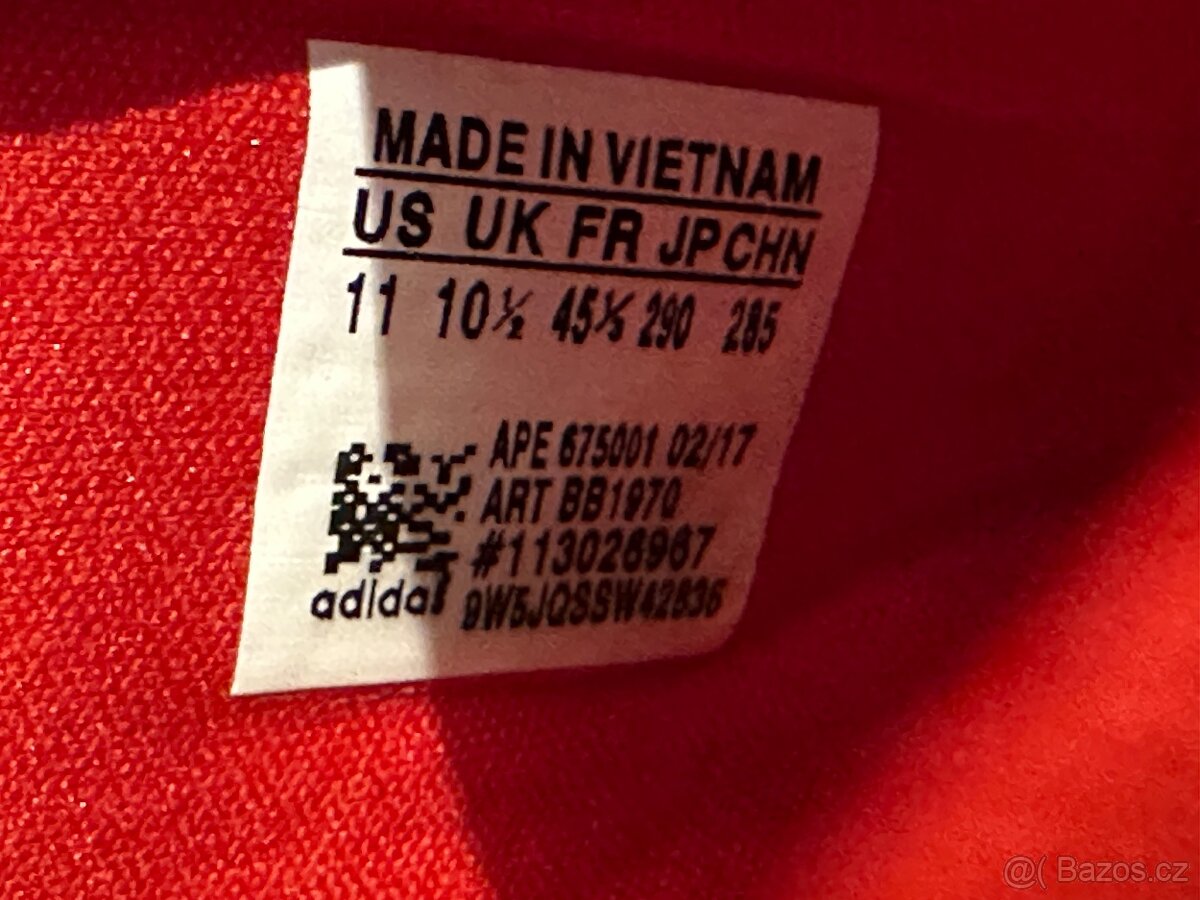 MADE IN VIETNAM
US UK FR JP CHN
11 10½ 45⅓ 290 285
APE 675001 02/17
ART BB1970
#113026967
9W5JQSSW42836
adidas
@( Bazos.cz